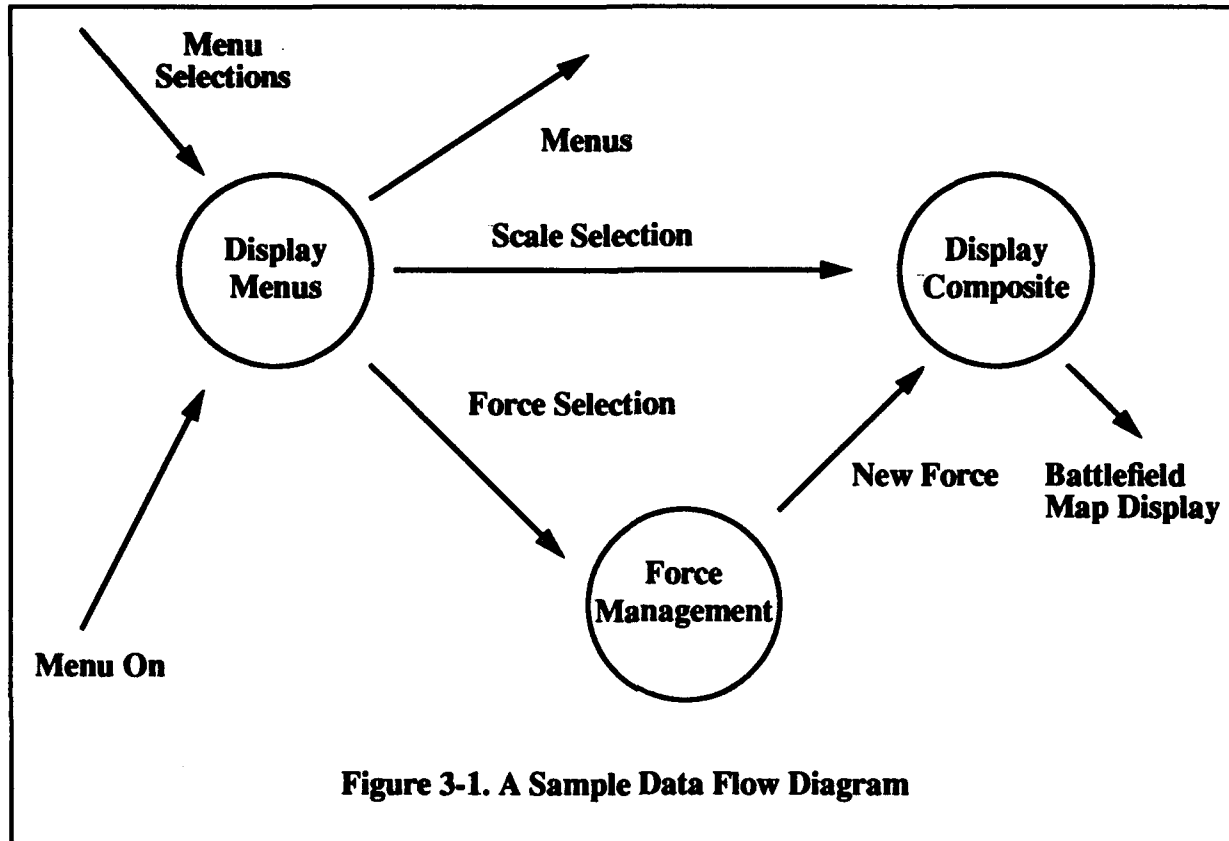 Menu
Selections
Menus
Scale Selection
Display
Menus
Display
Composite
Force Selection
New Force
Battlefield
Map Display
Force
Management
Menu On
Figure 3-1. A Sample Data Flow Diagram